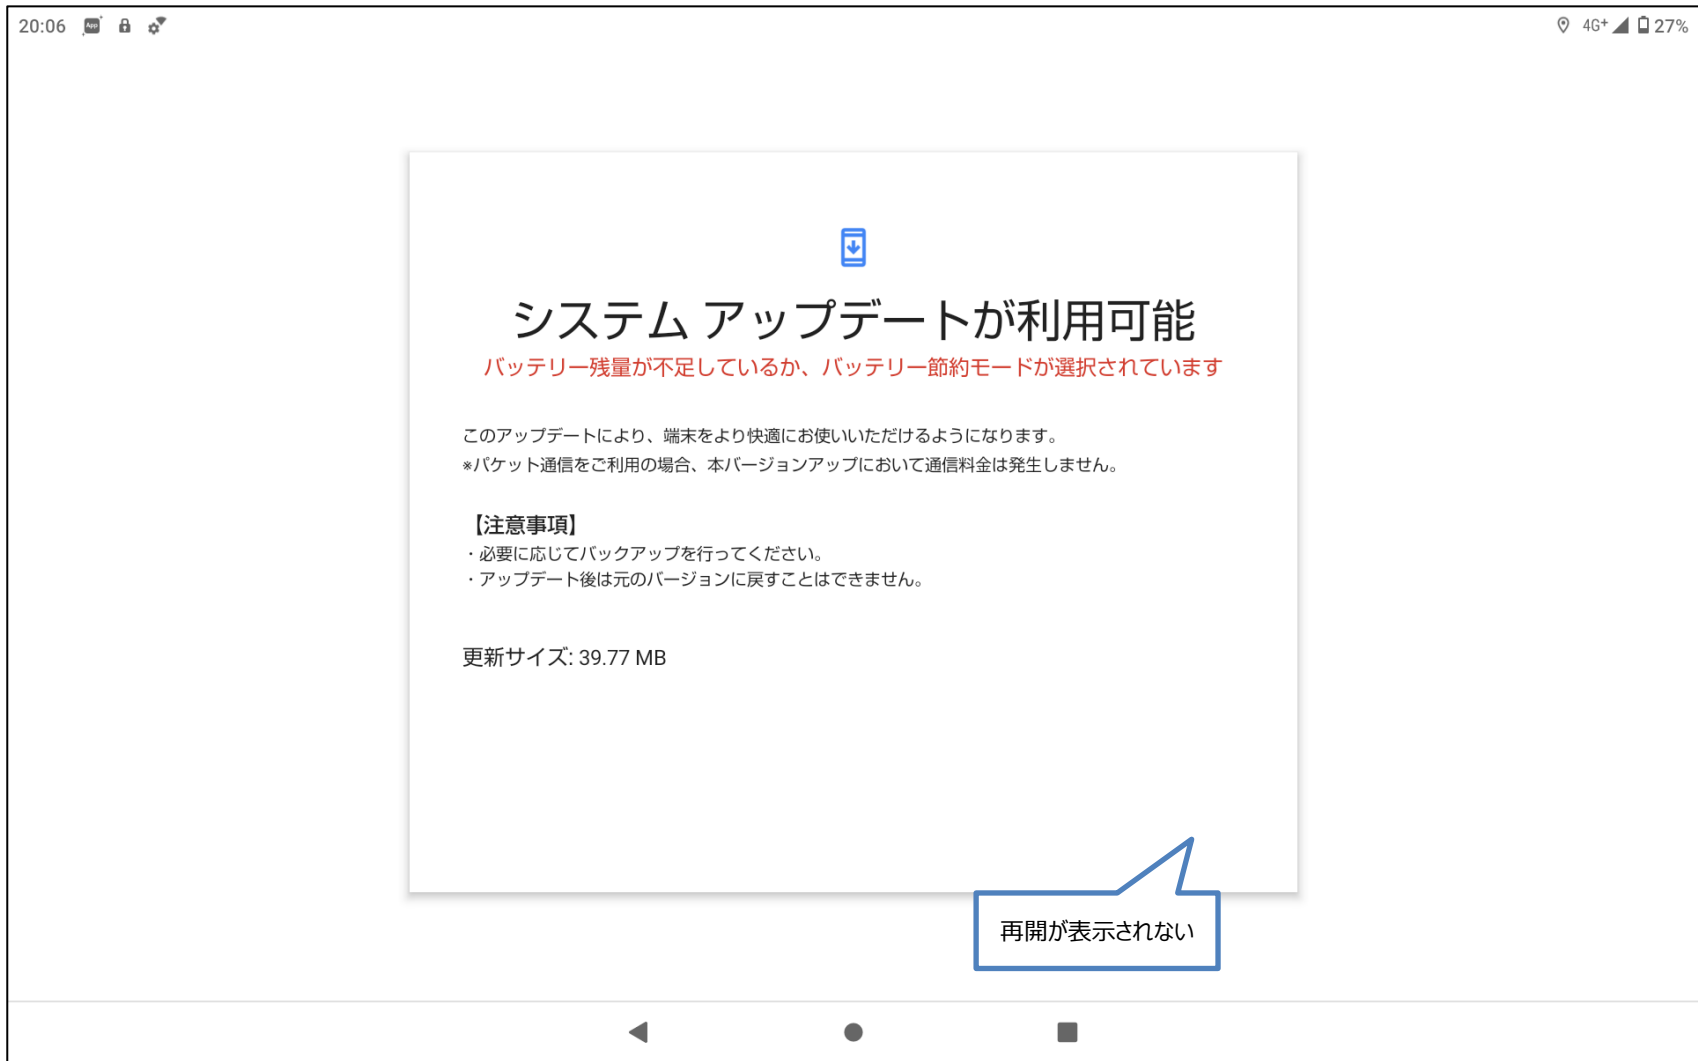 20:06 App 4G+ 27%
システム アップデートが利用可能
バッテリー残量が不足しているか、バッテリー節約モードが選択されています
このアップデートにより、端末をより快適にお使いいただけるようになります。
※パケット通信をご利用の場合、本バージョンアップにおいて通信料金は発生しません。
【注意事項】
・必要に応じてバックアップを行ってください。
・アップデート後は元のバージョンに戻すことはできません。
更新サイズ: 39.77 MB
再開が表示されない